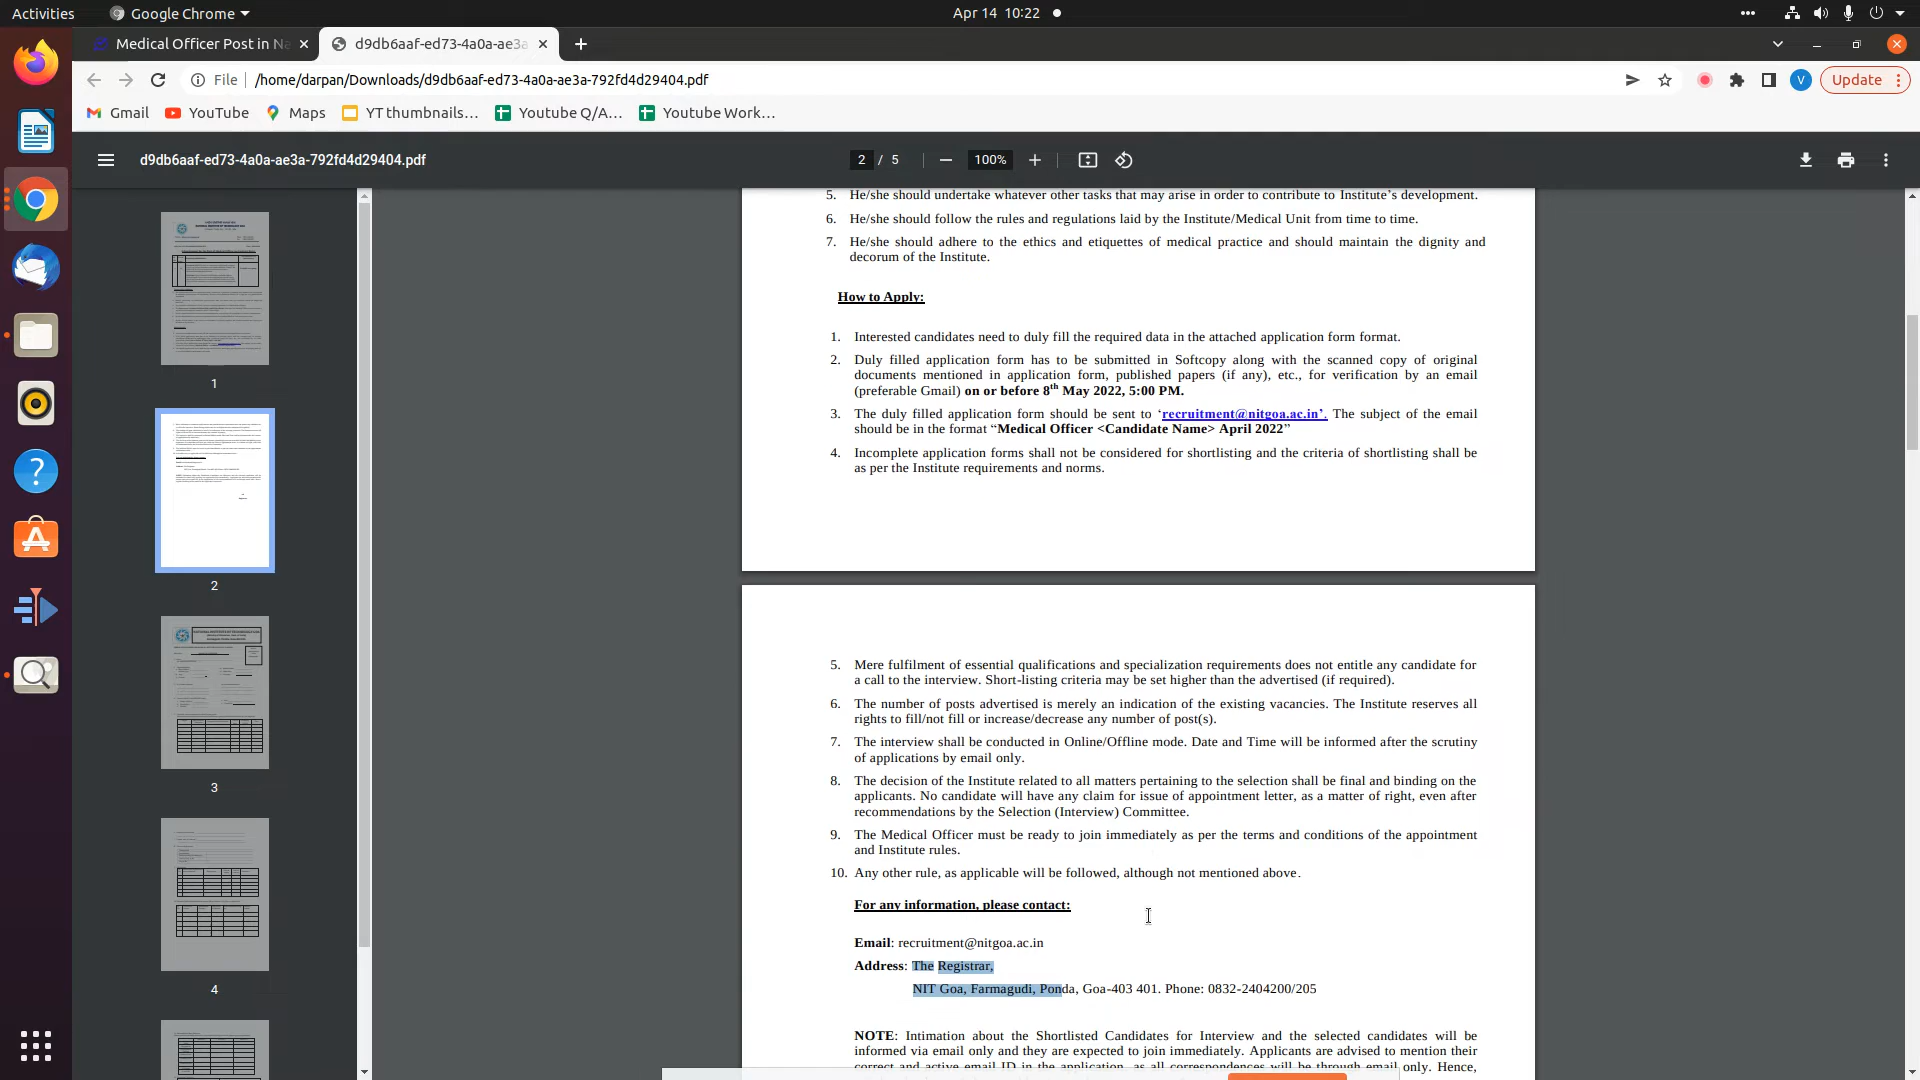 Activities
Google Chrome
Apr 14 10:22
Medical Officer Post in Na
d9db6aaf-ed73-4a0a-ae3a
File
/home/darpan/Downloads/d9db6aaf-ed73-4a0a-ae3a-792fd4d29404.pdf
V
Update
Gmail
YouTube
Maps
YT thumbnails...
Youtube Q/A...
Youtube Work...
d9db6aaf-ed73-4a0a-ae3a-792fd4d29404.pdf
2 / 5
100%
1
2
3
4
5. He/she should undertake whatever other tasks that may arise in order to contribute to Institute's development.
6. He/she should follow the rules and regulations laid by the Institute/Medical Unit from time to time.
7. He/she should adhere to the ethics and etiquettes of medical practice and should maintain the dignity and
decorum of the Institute.
How to Apply:
1. Interested candidates need to duly fill the required data in the attached application form format.
2. Duly filled application form has to be submitted in Softcopy along with the scanned copy of original
documents mentioned in application form, published papers (if any), etc., for verification by an email
(preferable Gmail) on or before 8th May 2022, 5:00 PM.
3. The duly filled application form should be sent to ‘recruitment@nitgoa.ac.in’. The subject of the email
should be in the format “Medical Officer <Candidate Name> April 2022”
4. Incomplete application forms shall not be considered for shortlisting and the criteria of shortlisting shall be
as per the Institute requirements and norms.
5. Mere fulfilment of essential qualifications and specialization requirements does not entitle any candidate for
a call to the interview. Short-listing criteria may be set higher than the advertised (if required).
6. The number of posts advertised is merely an indication of the existing vacancies. The Institute reserves all
rights to fill/not fill or increase/decrease any number of post(s).
7. The interview shall be conducted in Online/Offline mode. Date and Time will be informed after the scrutiny
of applications by email only.
8. The decision of the Institute related to all matters pertaining to the selection shall be final and binding on the
applicants. No candidate will have any claim for issue of appointment letter, as a matter of right, even after
recommendations by the Selection (Interview) Committee.
9. The Medical Officer must be ready to join immediately as per the terms and conditions of the appointment
and Institute rules.
10. Any other rule, as applicable will be followed, although not mentioned above.
For any information, please contact:
Email: recruitment@nitgoa.ac.in
Address: The Registrar,
NIT Goa, Farmagudi, Ponda, Goa-403 401. Phone: 0832-2404200/205
NOTE: Intimation about the Shortlisted Candidates for Interview and the selected candidates will be
informed via email only and they are expected to join immediately. Applicants are advised to mention their
correct and active email ID in the application, as all correspondences will be through email only. Hence,